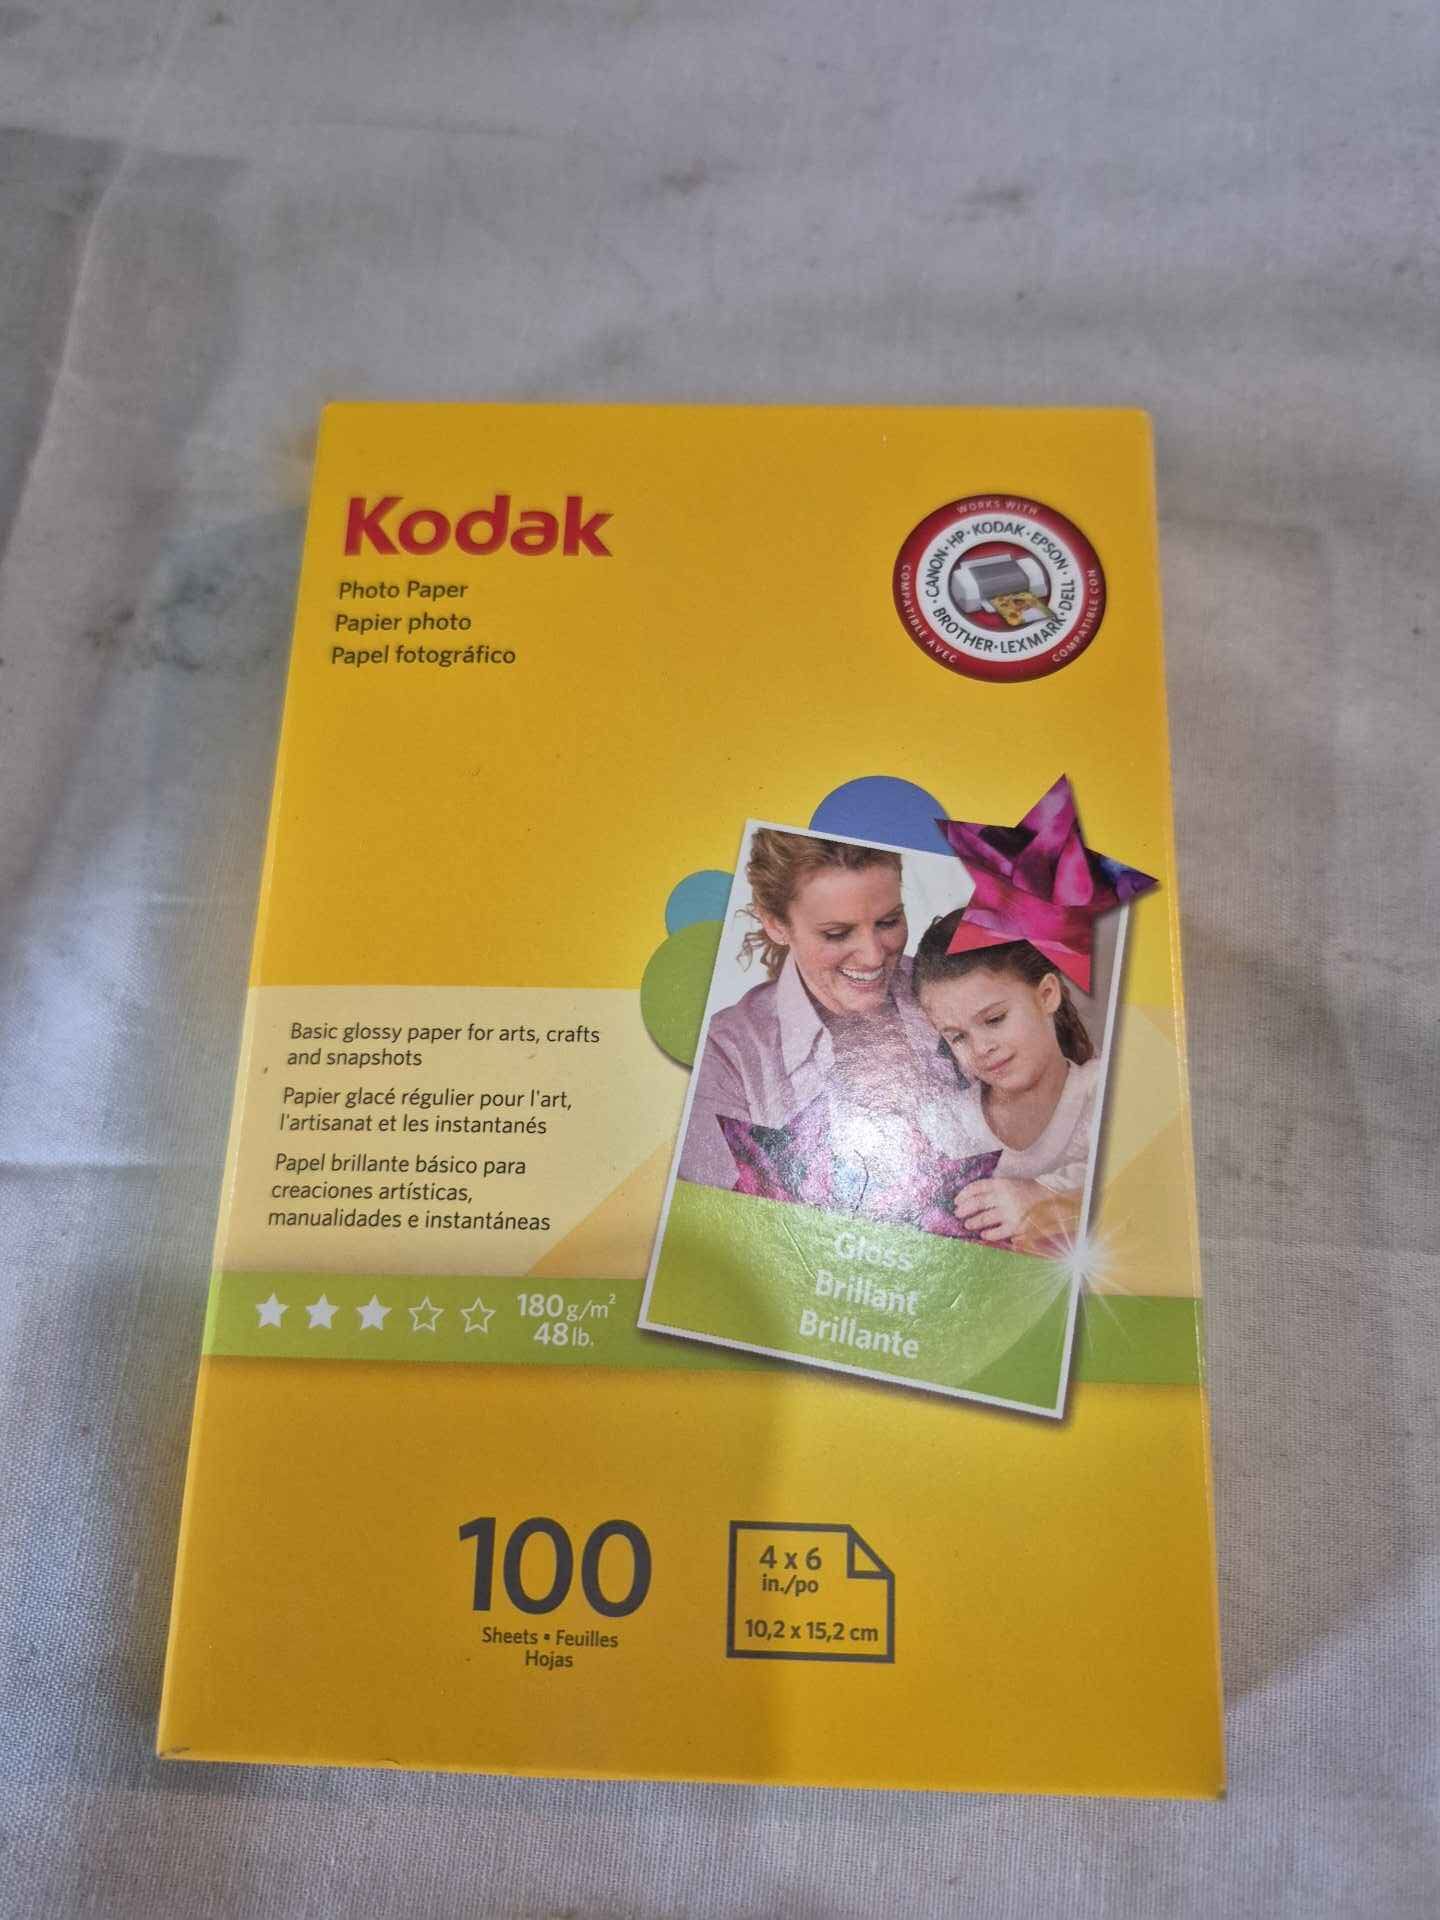 Kodak
Photo Paper
Papier photo
Papel fotográfico
WORKS WITH
COMPATIBLE AVEC
COMPATIBLE CON
CANON · HP · KODAK · EPSON · DELL
BROTHER · LEXMARK
Basic glossy paper for arts, crafts
and snapshots
Papier glacé régulier pour l'art,
l'artisanat et les instantanés
Papel brillante básico para
creaciones artísticas,
manualidades e instantáneas
180 g/m²
48 lb.
Gloss
Brillant
Brillante
100
Sheets • Feuilles
Hojas
4 x 6
in./po
10,2 x 15,2 cm